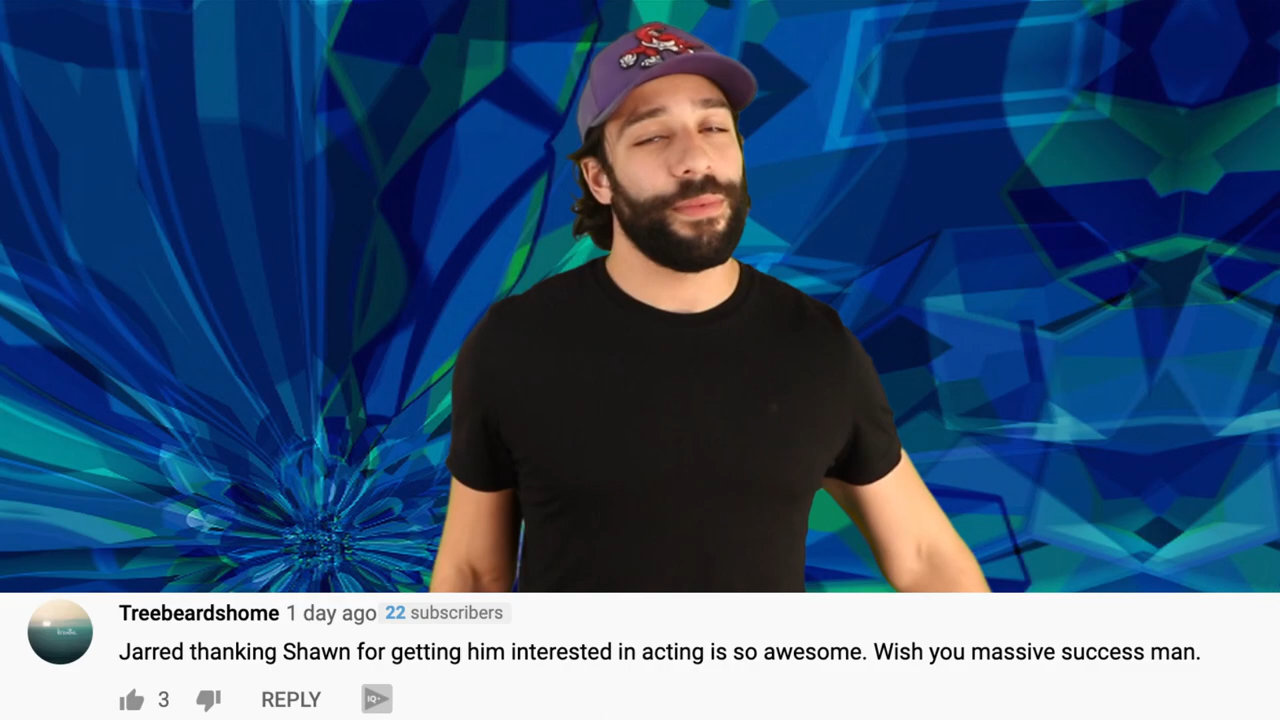 Treebeardshome 1 day ago 22 subscribers
Jarred thanking Shawn for getting him interested in acting is so awesome. Wish you massive success man.
3 REPLY IQ+